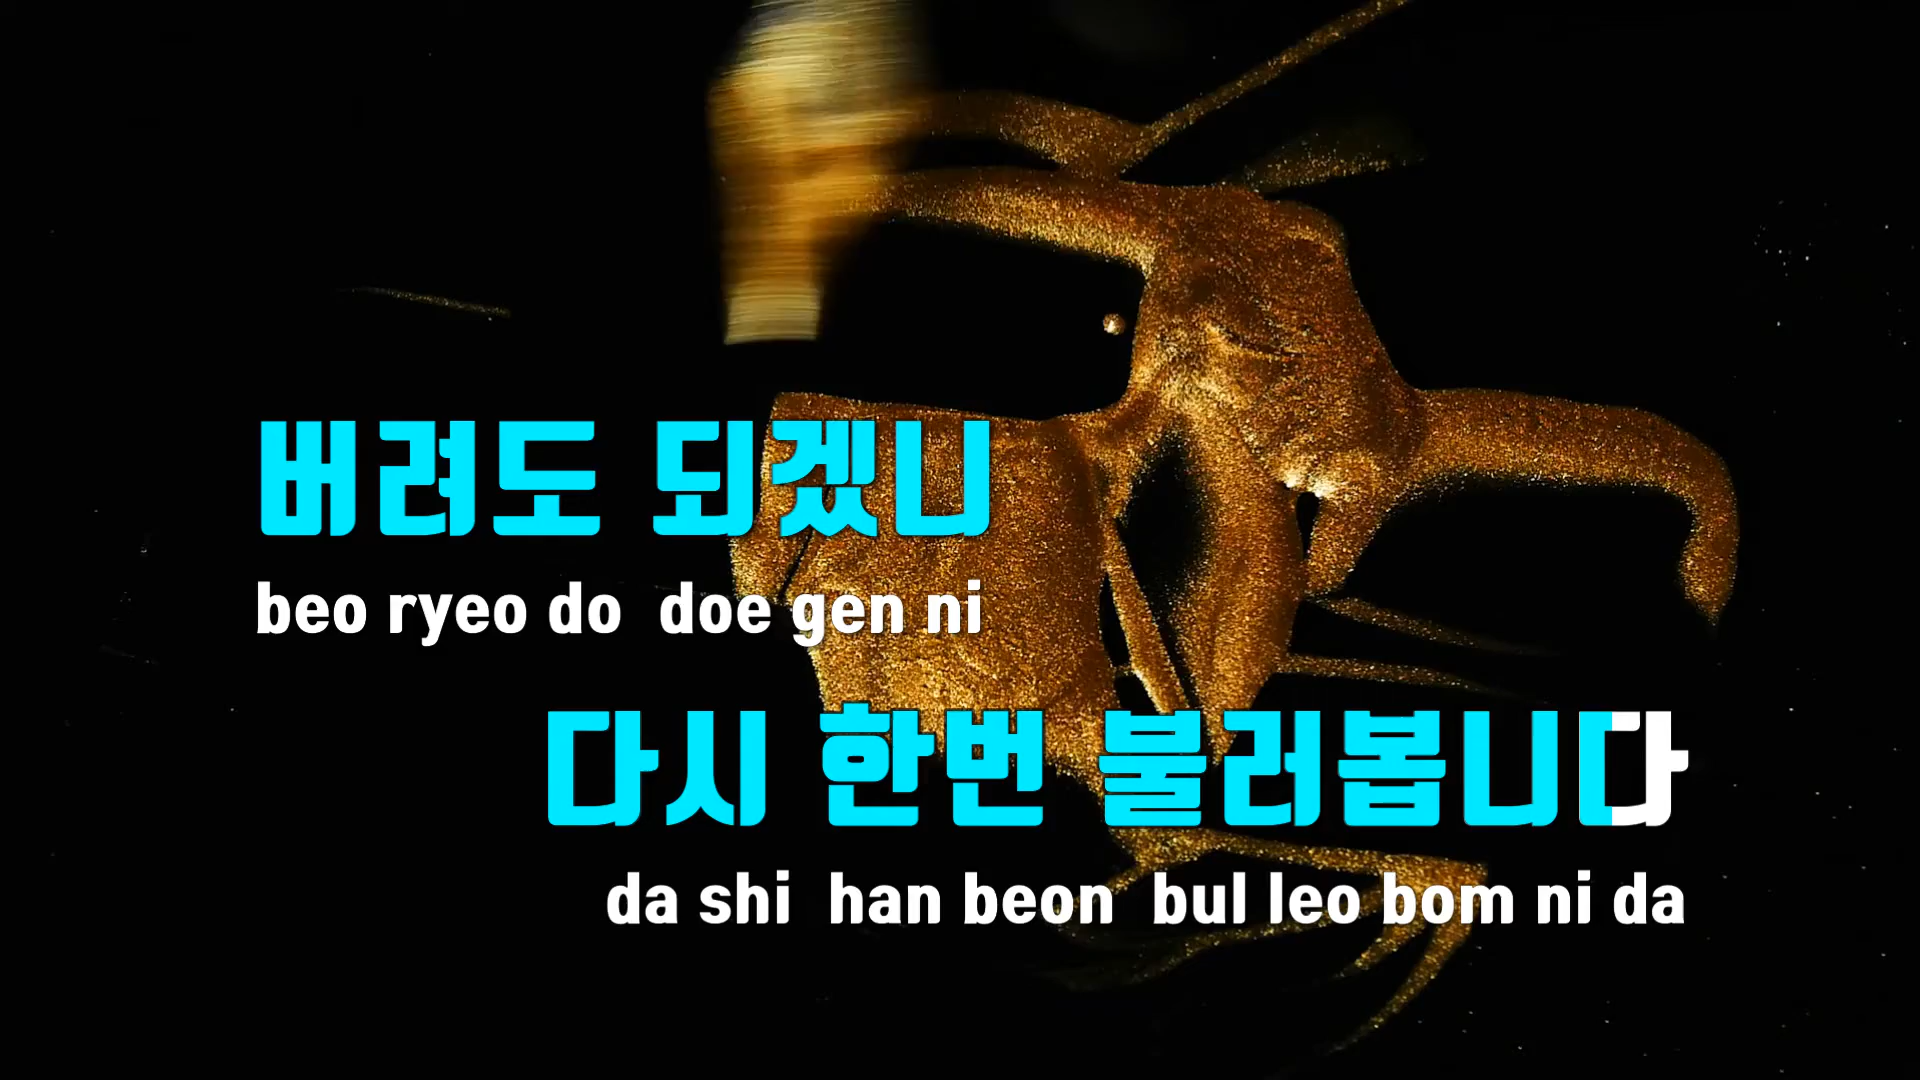 버려도 되겠니
beo ryeo do doe gen ni
다시 한번 불러봅니다
da shi han beon bul leo bom ni da